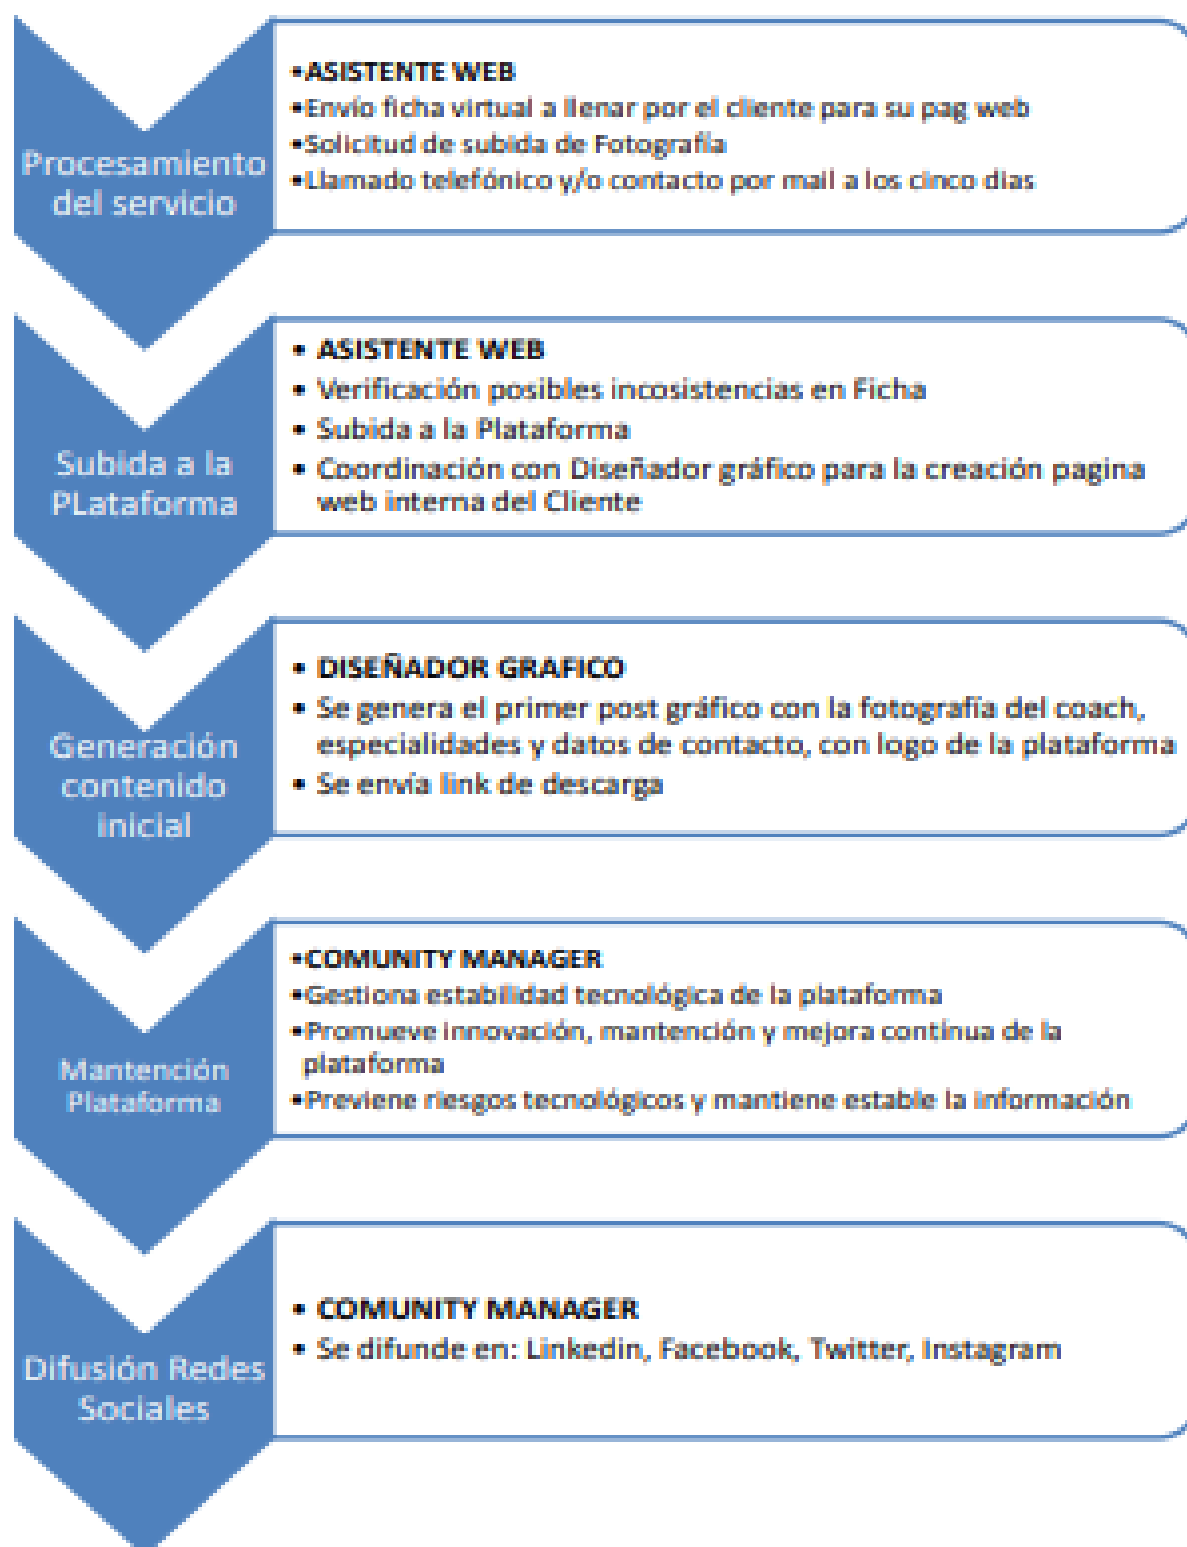 Procesamiento
del servicio
•ASISTENTE WEB
•Envío ficha virtual a llenar por el cliente para su pag web
•Solicitud de subida de Fotografía
•Llamado telefónico y/o contacto por mail a los cinco dias
Subida a la
PLataforma
• ASISTENTE WEB
• Verificación posibles incosistencias en Ficha
• Subida a la Plataforma
• Coordinación con Diseñador gráfico para la creación pagina
web interna del Cliente
Generación
contenido
inicial
• DISEÑADOR GRAFICO
• Se genera el primer post gráfico con la fotografía del coach,
especialidades y datos de contacto, con logo de la plataforma
• Se envía link de descarga
Mantención
Plataforma
•COMUNITY MANAGER
•Gestiona estabilidad tecnológica de la plataforma
•Promueve innovación, mantención y mejora contínua de la
plataforma
•Previene riesgos tecnológicos y mantiene estable la información
Difusión Redes
Sociales
• COMUNITY MANAGER
• Se difunde en: Linkedin, Facebook, Twitter, Instagram